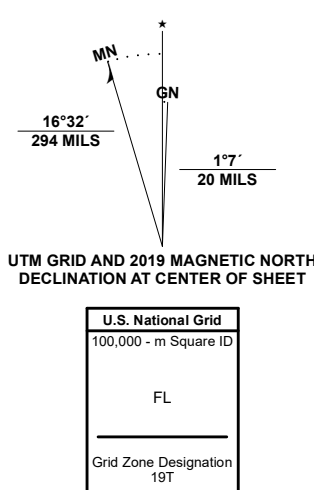 ★
MN
GN
16°32´
294 MILS
1°7´
20 MILS
UTM GRID AND 2019 MAGNETIC NORTH
DECLINATION AT CENTER OF SHEET
U.S. National Grid
100,000 - m Square ID
FL
Grid Zone Designation
19T